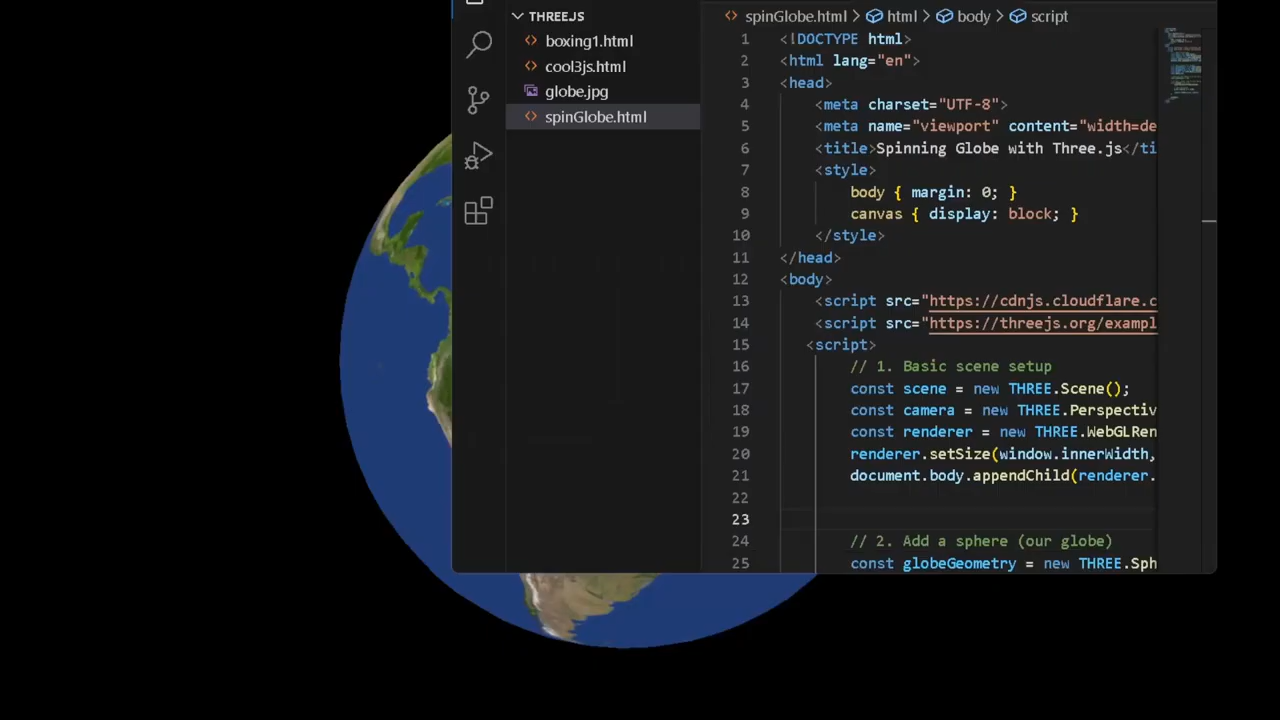 THREEJS
boxing1.html
cool3js.html
globe.jpg
spinGlobe.html
spinGlobe.html > html > body > script
1 <!DOCTYPE html>
2 <html lang="en">
3 <head>
4 <meta charset="UTF-8">
5 <meta name="viewport" content="width=de
6 <title>Spinning Globe with Three.js</ti
7 <style>
8 body { margin: 0; }
9 canvas { display: block; }
10 </style>
11 </head>
12 <body>
13 <script src="https://cdnjs.cloudflare.c
14 <script src="https://threejs.org/exampl
15 <script>
16 // 1. Basic scene setup
17 const scene = new THREE.Scene();
18 const camera = new THREE.Perspectiv
19 const renderer = new THREE.WebGLRen
20 renderer.setSize(window.innerWidth,
21 document.body.appendChild(renderer.
22
23
24 // 2. Add a sphere (our globe)
25 const globeGeometry = new THREE.Sph